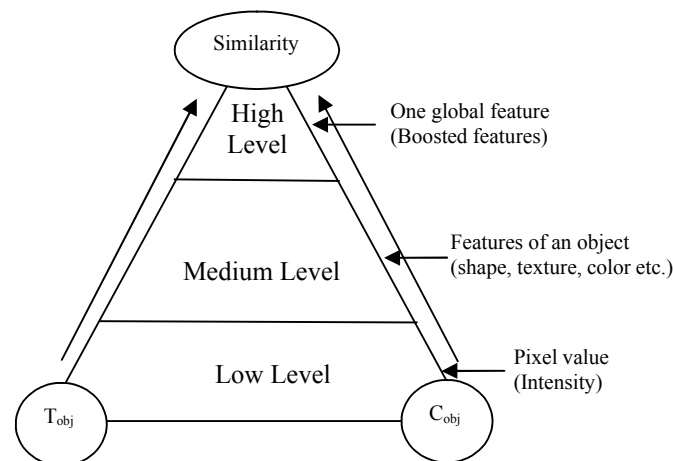 Similarity
High
Level
One global feature
(Boosted features)
Medium Level
Features of an object
(shape, texture, color etc.)
Low Level
Pixel value
(Intensity)
Tobj
Cobj